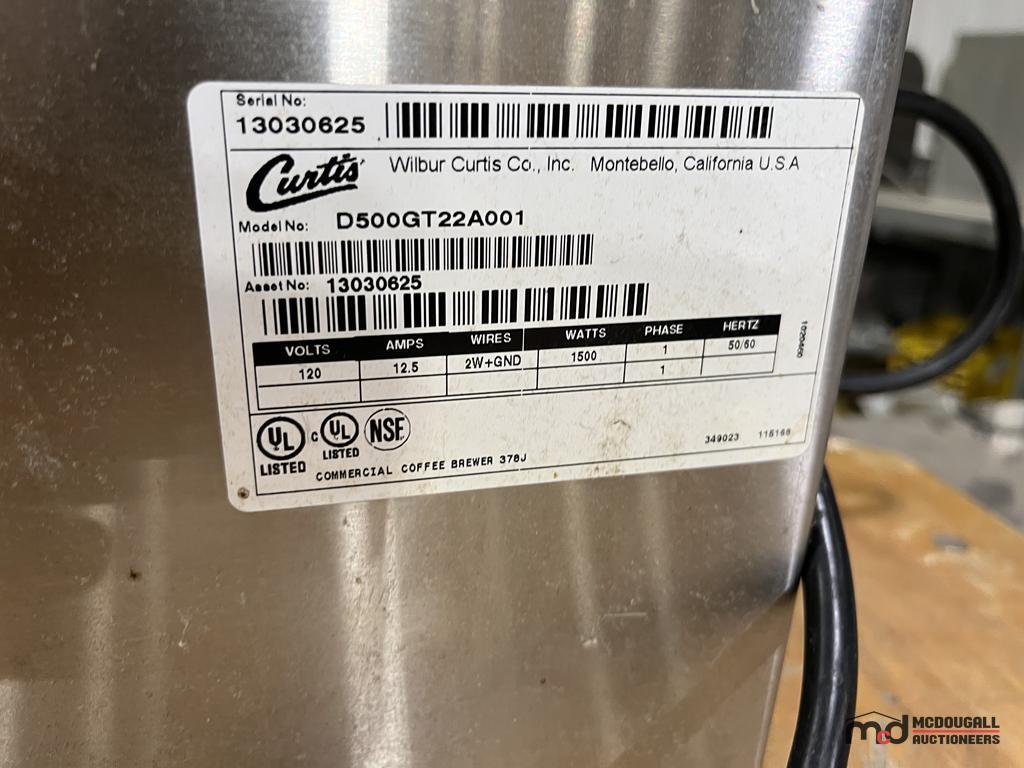 Serial No:
13030625
Curtis
Wilbur Curtis Co., Inc. Montebello, California U.S.A
Model No: D500GT22A001
Asset No: 13030625
VOLTS AMPS WIRES WATTS PHASE HERTZ
120 12.5 2W+GND 1500 1 50/60
1
UL UL NSF
LISTED C LISTED
COMMERCIAL COFFEE BREWER 378J
349023 115168
mcd MCDOUGALL
AUCTIONEERS